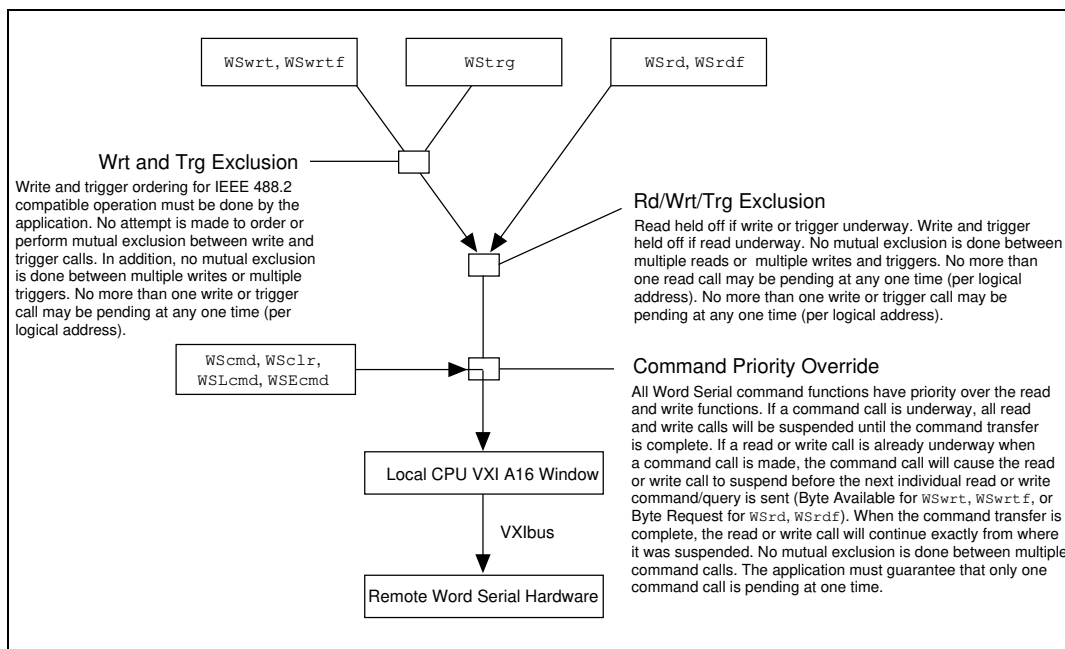 WSwrt, WSwrtf
WStrg
WSrd, WSrdf
Wrt and Trg Exclusion
Write and trigger ordering for IEEE 488.2
compatible operation must be done by the
application. No attempt is made to order or
perform mutual exclusion between write and
trigger calls. In addition, no mutual exclusion
is done between multiple writes or multiple
triggers. No more than one write or trigger
call may be pending at any one time (per
logical address).
Rd/Wrt/Trg Exclusion
Read held off if write or trigger underway. Write and trigger
held off if read underway. No mutual exclusion is done between
multiple reads or multiple writes and triggers. No more than
one read call may be pending at any one time (per logical
address). No more than one write or trigger call may be
pending at any one time (per logical address).
WScmd, WSclr,
WSLcmd, WSEcmd
Command Priority Override
All Word Serial command functions have priority over the read
and write functions. If a command call is underway, all read
and write calls will be suspended until the command transfer
is complete. If a read or write call is already underway when
a command call is made, the command call will cause the read
or write call to suspend before the next individual read or write
command/query is sent (Byte Available for WSwrt, WSwrtf, or
Byte Request for WSrd, WSrdf). When the command transfer is
complete, the read or write call will continue exactly from where
it was suspended. No mutual exclusion is done between multiple
command calls. The application must guarantee that only one
command call is pending at one time.
Local CPU VXI A16 Window
VXIbus
Remote Word Serial Hardware